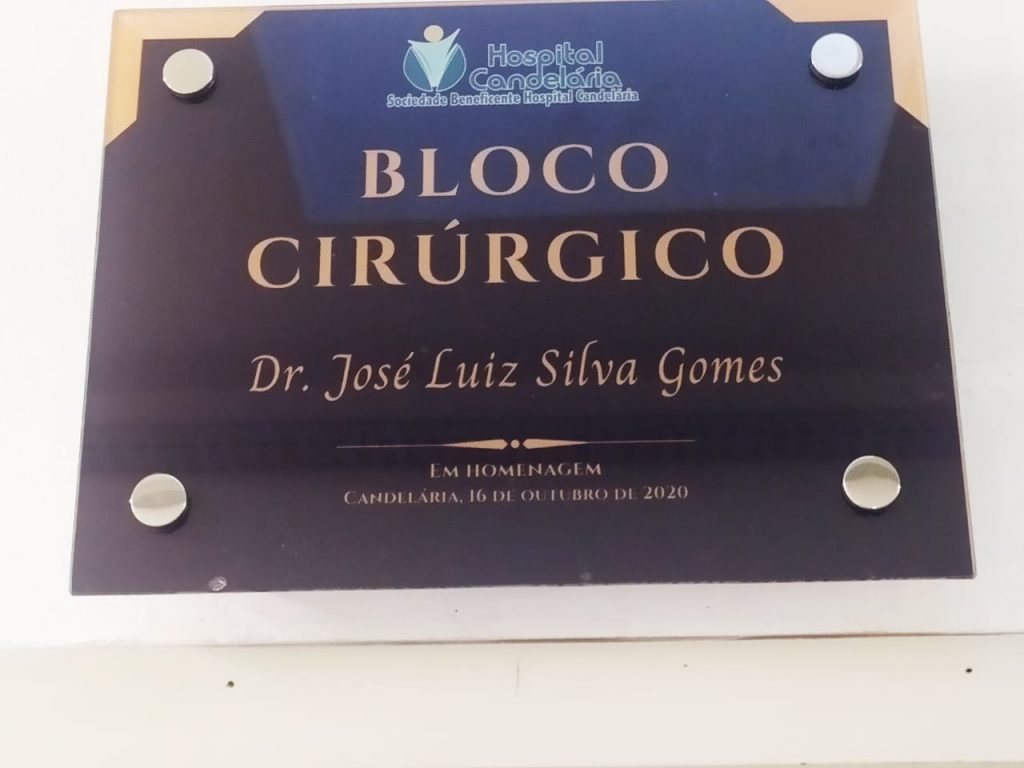 Hospital
Candelária
Sociedade Beneficente Hospital Candelária
BLOCO
CIRÚRGICO
Dr. José Luiz Silva Gomes
EM HOMENAGEM
CANDELÁRIA, 16 DE OUTUBRO DE 2020